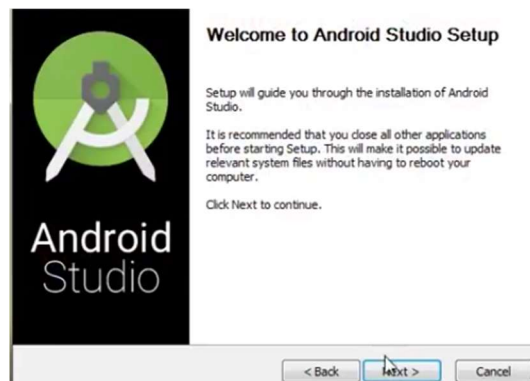 Welcome to Android Studio Setup
Setup will guide you through the installation of Android
Studio.
It is recommended that you close all other applications
before starting Setup. This will make it possible to update
relevant system files without having to reboot your
computer.
Click Next to continue.
Android
Studio
< Back
Next >
Cancel